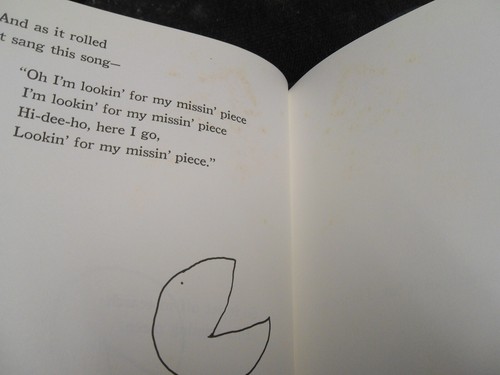 And as it rolled
t sang this song—
"Oh I'm lookin' for my missin' piece
I'm lookin' for my missin' piece
Hi-dee-ho, here I go,
Lookin' for my missin' piece."